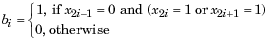 b_i = { 1, if x_{2i−1} = 0 and (x_{2i} = 1 or x_{2i+1} = 1)
0, otherwise